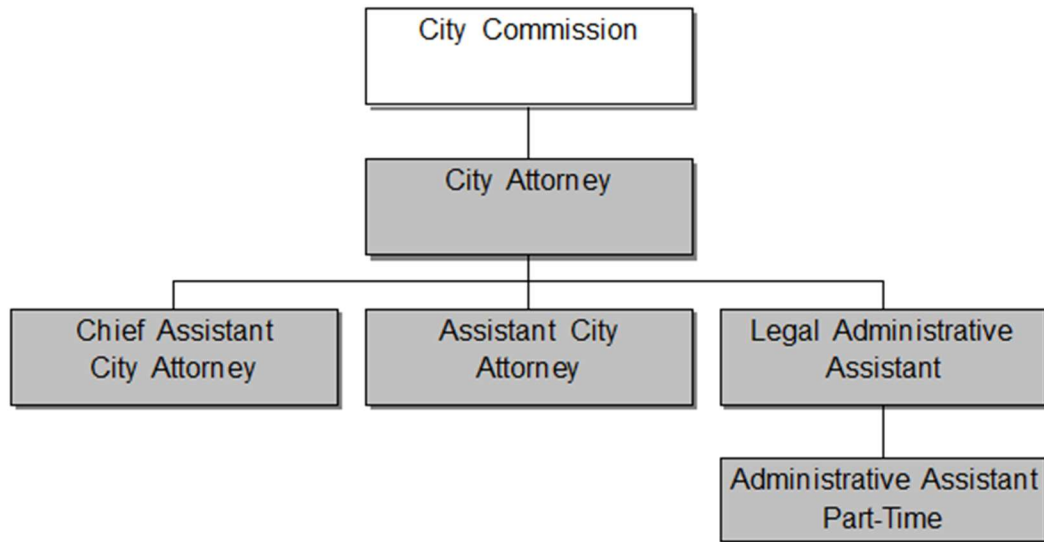 City Commission
City Attorney
Chief Assistant
City Attorney
Assistant City
Attorney
Legal Administrative
Assistant
Administrative Assistant
Part-Time